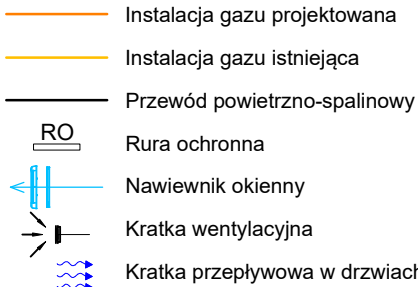 Instalacja gazu projektowana
Instalacja gazu istniejąca
Przewód powietrzno-spalinowy
RO
Rura ochronna
Nawiewnik okienny
Kratka wentylacyjna
Kratka przepływowa w drzwiach